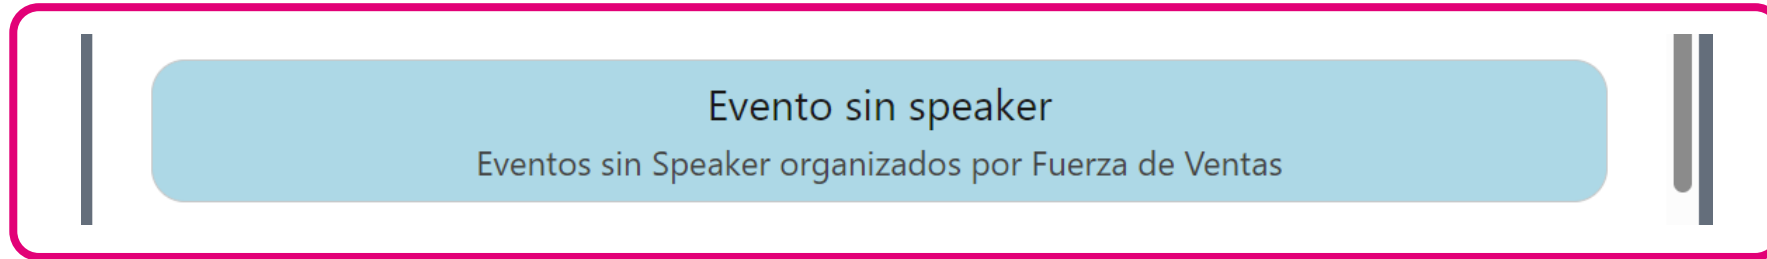 Evento sin speaker
Eventos sin Speaker organizados por Fuerza de Ventas